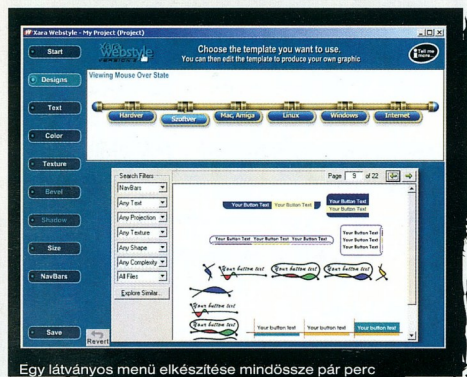 Xara Webstyle - My Project (Project)
Start
Xara
Webstyle
Choose the template you want to use.
You can then edit the template to produce your own graphic
Tell me
more...
Designs
Viewing Mouse Over State
Text
Hardver
Szoftver
Mac, Amiga
Linux
Windows
Internet
Color
Texture
Search Filters
Page 9 of 22
Bevel
NavBars
Any Text
Any Projection
Any Texture
Any Shape
Any Complexity
All Files
Explore Similar...
Your Button Text Your Button Text
Your Button Text
Your Button Text
Shadow
Your Button Text Your Button Text Your Button Text
Your Button Text
Your Button Text
Your Button Text
Size
Your button text Your button text Your button text
NavBars
Your button text
Your button text
Your button text
Your button text
Your button text
Save
Revert
Egy látványos menü elkészítése mindössze pár perc